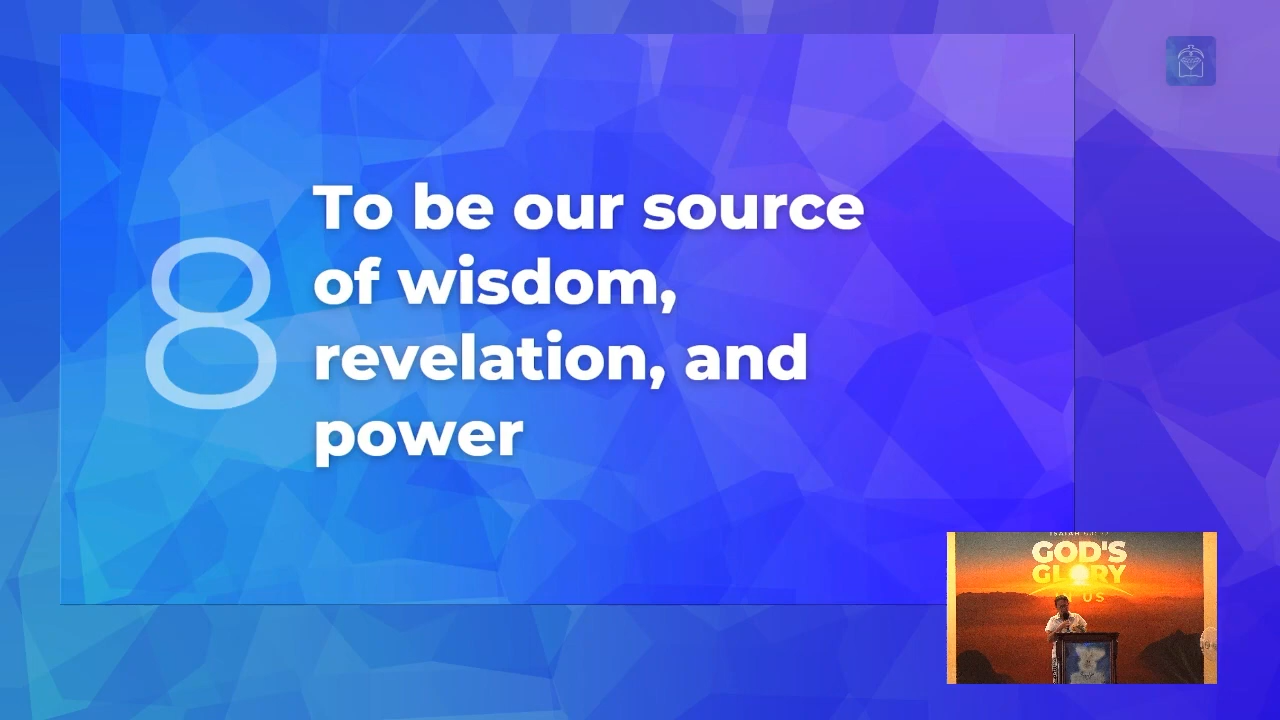 8
To be our source
of wisdom,
revelation, and
power
GOD'S
GLORY
US